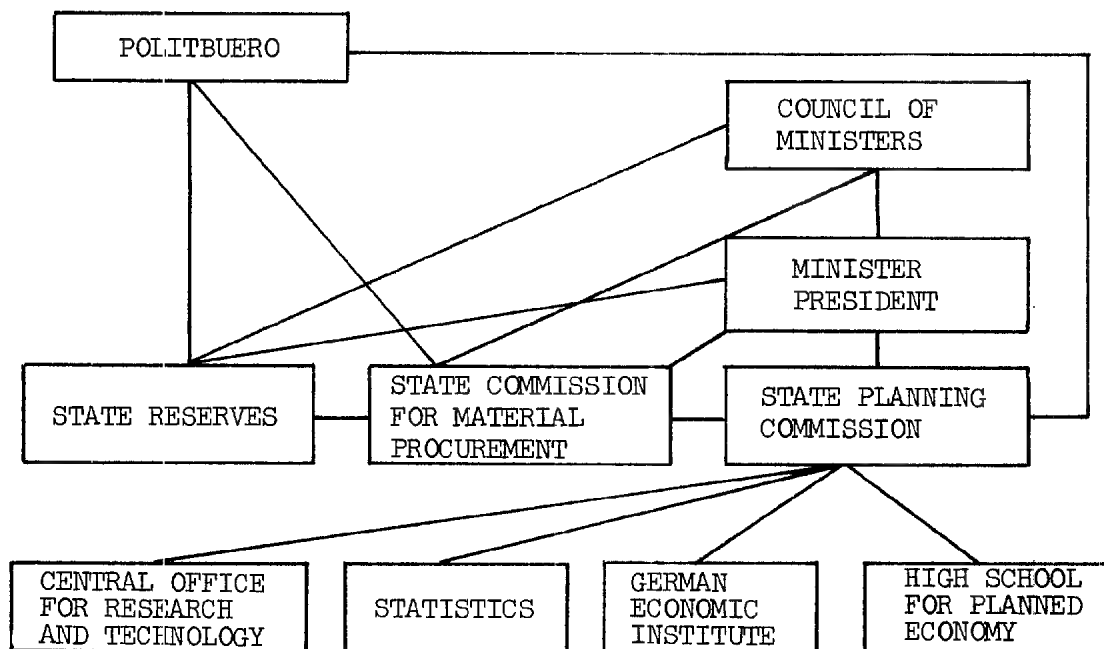 POLITBUERO
COUNCIL OF
MINISTERS
MINISTER
PRESIDENT
STATE RESERVES
STATE COMMISSION
FOR MATERIAL
PROCUREMENT
STATE PLANNING
COMMISSION
CENTRAL OFFICE
FOR RESEARCH
AND TECHNOLOGY
STATISTICS
GERMAN
ECONOMIC
INSTITUTE
HIGH SCHOOL
FOR PLANNED
ECONOMY